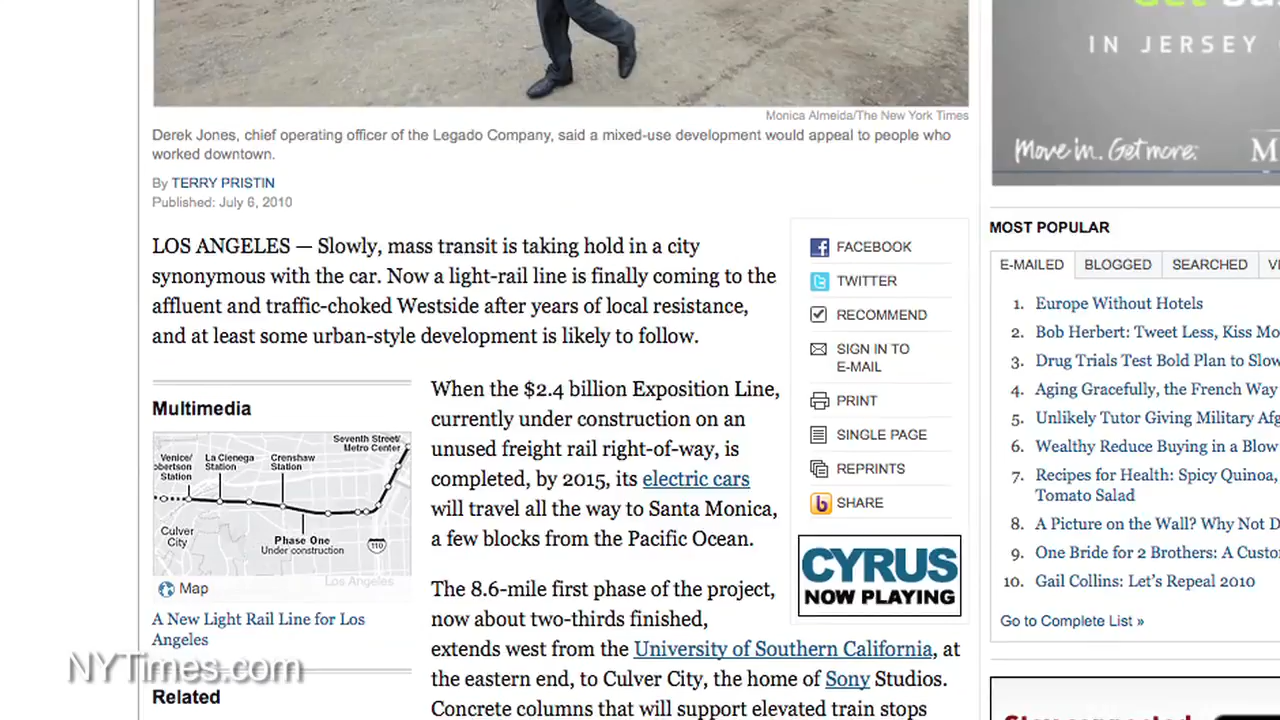 IN JERSEY
Move in. Get more.
Monica Almeida/The New York Times
Derek Jones, chief operating officer of the Legado Company, said a mixed-use development would appeal to people who
worked downtown.
By TERRY PRISTIN
Published: July 6, 2010
LOS ANGELES — Slowly, mass transit is taking hold in a city
synonymous with the car. Now a light-rail line is finally coming to the
affluent and traffic-choked Westside after years of local resistance,
and at least some urban-style development is likely to follow.
FACEBOOK
TWITTER
RECOMMEND
SIGN IN TO
E-MAIL
PRINT
SINGLE PAGE
REPRINTS
SHARE
CYRUS
NOW PLAYING
Multimedia
Seventh Street/
Metro Center
Venice/
obertson
Station
La Cienega
Station
Crenshaw
Station
Culver
City
Phase One
Under construction
110
Los Angeles
Map
A New Light Rail Line for Los
Angeles
Related
When the $2.4 billion Exposition Line,
currently under construction on an
unused freight rail right-of-way, is
completed, by 2015, its electric cars
will travel all the way to Santa Monica,
a few blocks from the Pacific Ocean.
The 8.6-mile first phase of the project,
now about two-thirds finished,
extends west from the University of Southern California, at
the eastern end, to Culver City, the home of Sony Studios.
Concrete columns that will support elevated train stops
MOST POPULAR
E-MAILED BLOGGED SEARCHED
1. Europe Without Hotels
2. Bob Herbert: Tweet Less, Kiss Mo
3. Drug Trials Test Bold Plan to Slow
4. Aging Gracefully, the French Way
5. Unlikely Tutor Giving Military Afg
6. Wealthy Reduce Buying in a Blow
7. Recipes for Health: Spicy Quinoa,
Tomato Salad
8. A Picture on the Wall? Why Not D
9. One Bride for 2 Brothers: A Custo
10. Gail Collins: Let's Repeal 2010
Go to Complete List »
NYTimes.com